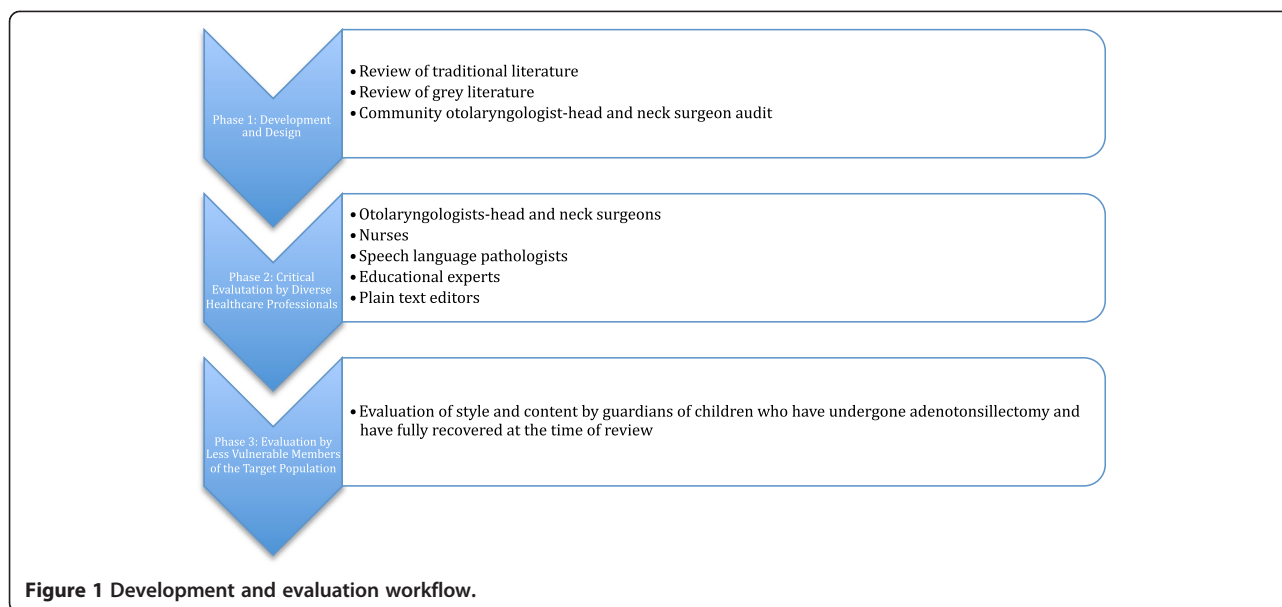 Phase 1: Development
and Design
• Review of traditional literature
• Review of grey literature
• Community otolaryngologist-head and neck surgeon audit
Phase 2: Critical
Evalutation by Diverse
Healthcare Professionals
• Otolaryngologists-head and neck surgeons
• Nurses
• Speech language pathologists
• Educational experts
• Plain text editors
Phase 3: Evaluation by
Less Vulnerable Members
of the Target Population
• Evaluation of style and content by guardians of children who have undergone adenotonsillectomy and
have fully recovered at the time of review
Figure 1 Development and evaluation workflow.